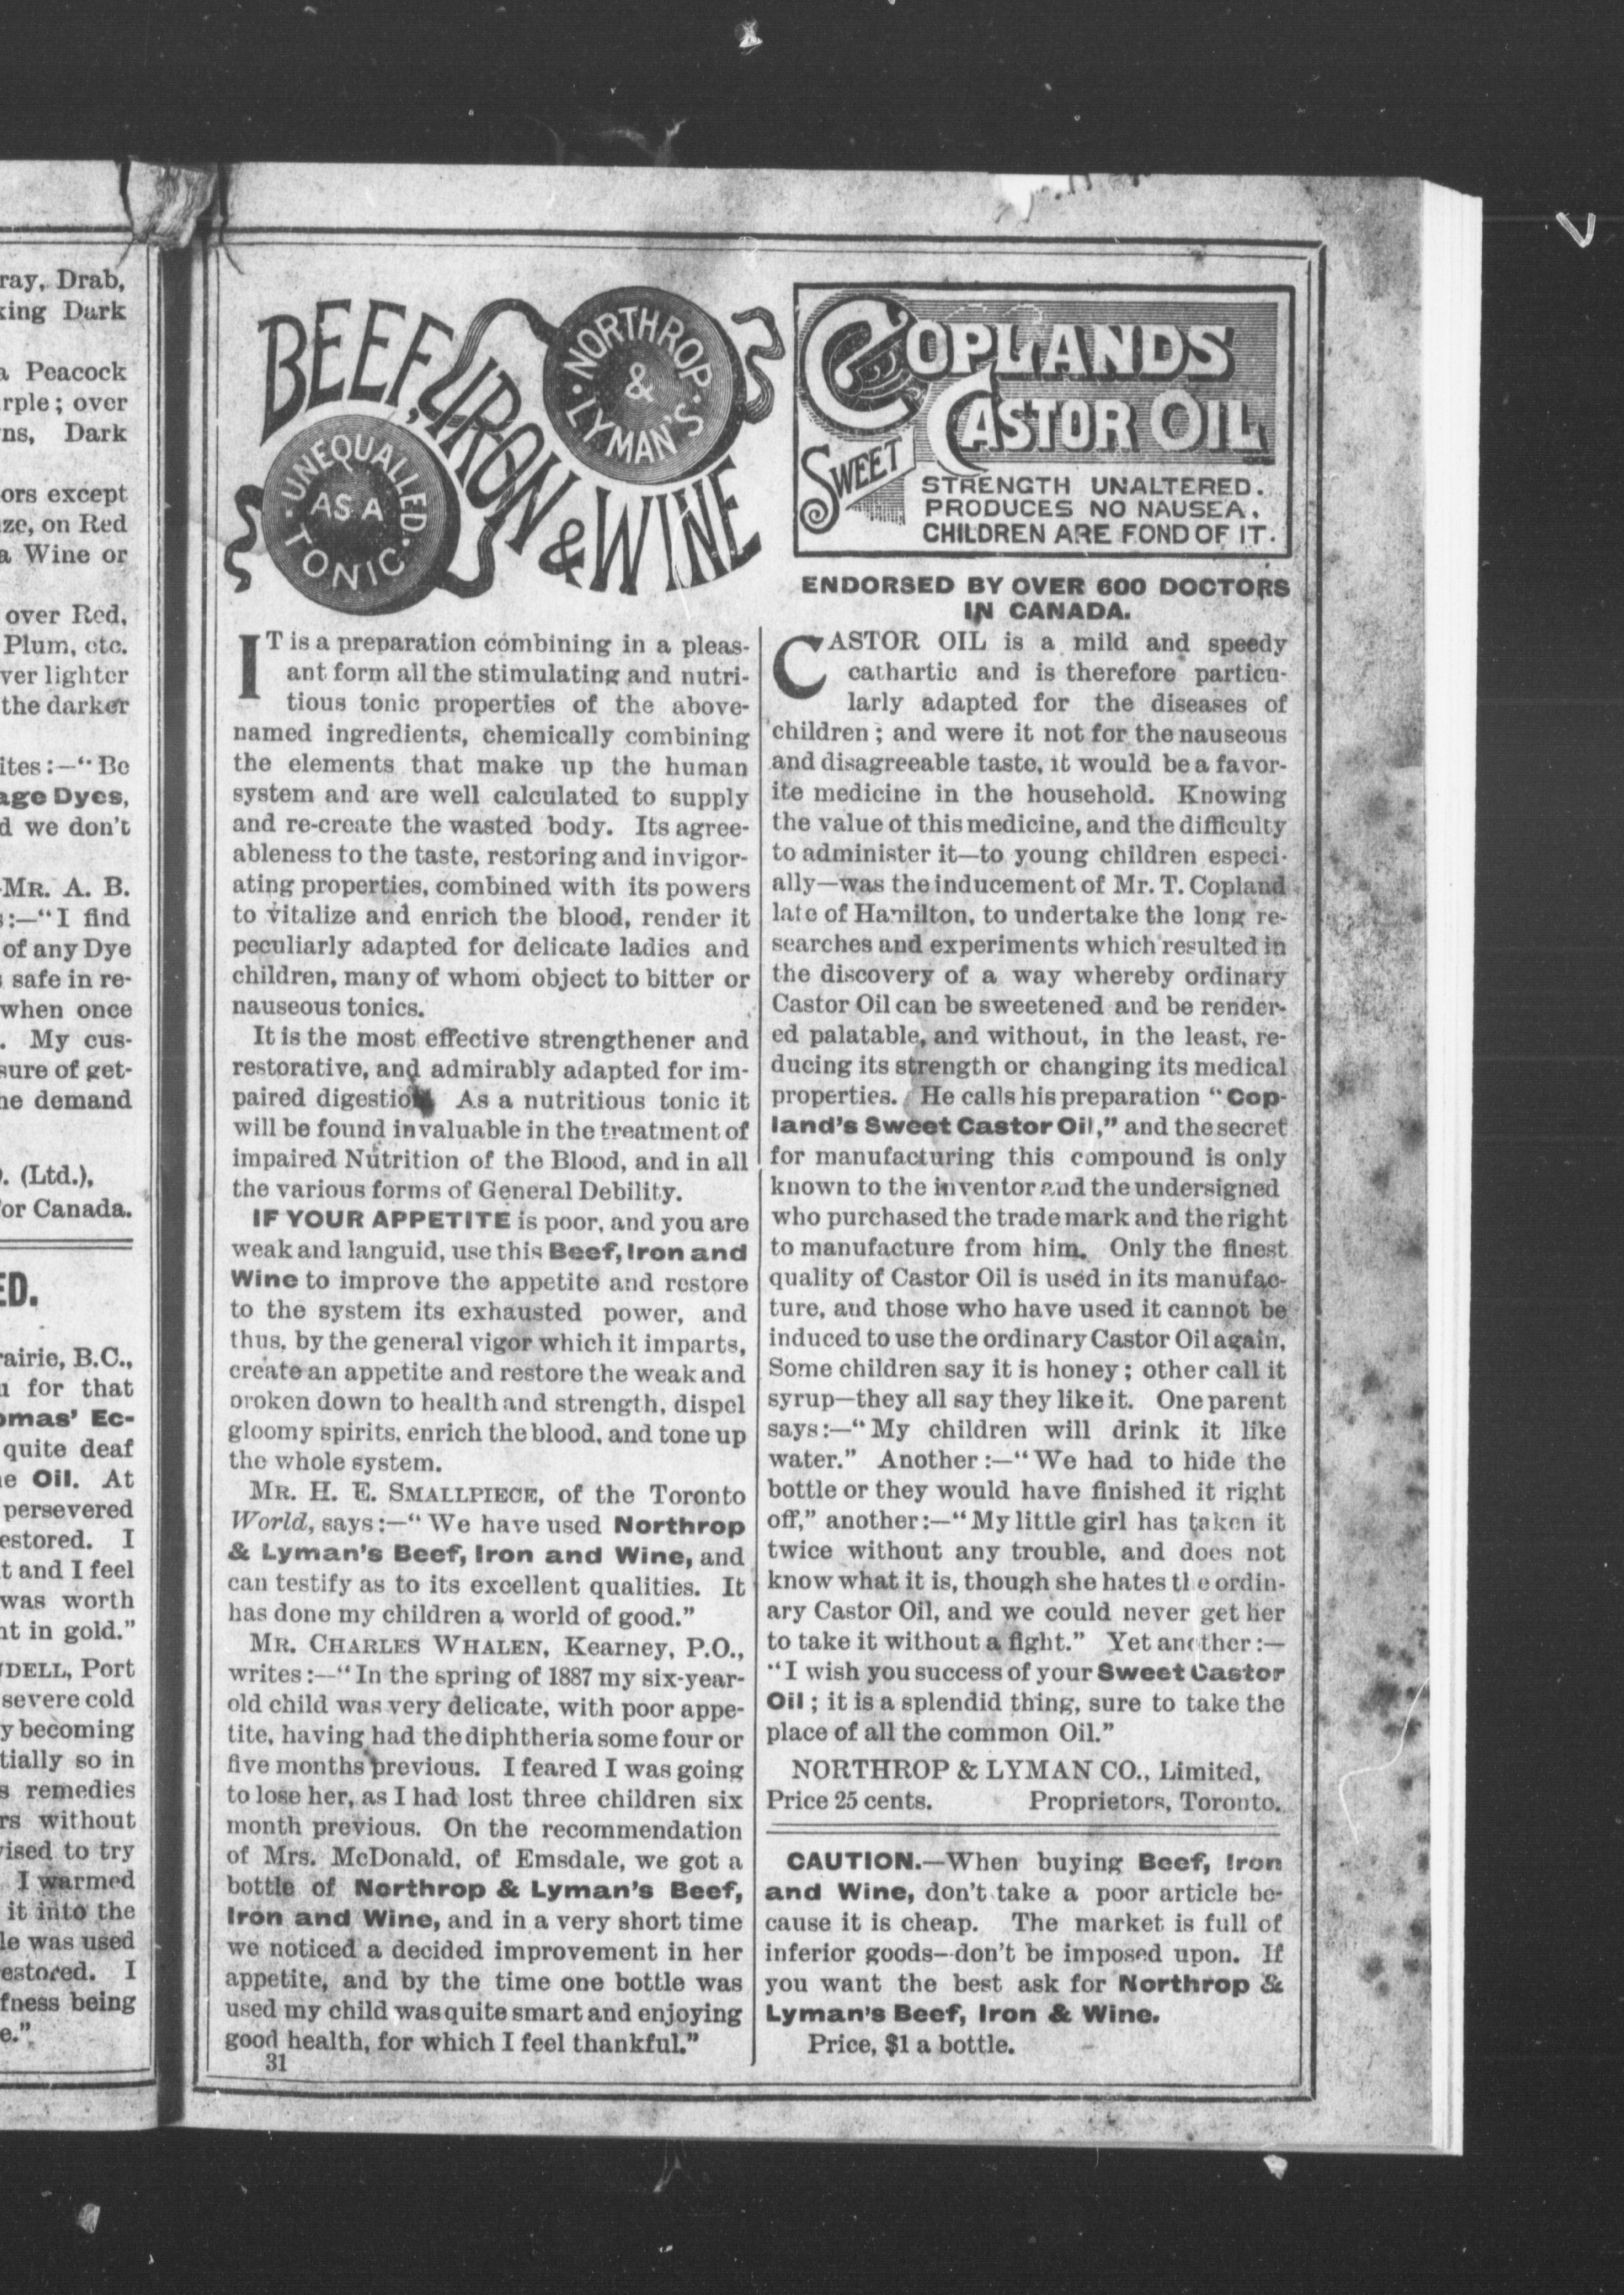 ray, Drab,
king Dark
a Peacock
rple; over
ns, Dark
ors except
ze, on Red
a Wine or
over Red,
Plum, etc.
ver lighter
the darker
ites:—"Be
age Dyes,
d we don't
MR. A. B.
:—"I find
of any Dye
safe in re-
when once
. My cus-
sure of get-
he demand
. (Ltd.),
for Canada.
ED.
rairie, B.C.,
u for that
omas' Ec-
quite deaf
e Oil. At
persevered
estored. I
t and I feel
was worth
nt in gold."
DELL, Port
severe cold
y becoming
tially so in
s remedies
rs without
vised to try
I warmed
it into the
le was used
estored. I
fness being
e."
BEEF, IRON & WINE
NORTHROP & LYMAN'S
UNEQUALLED AS A TONIC
IT is a preparation combining in a pleas-
ant form all the stimulating and nutri-
tious tonic properties of the above-
named ingredients, chemically combining
the elements that make up the human
system and are well calculated to supply
and re-create the wasted body. Its agree-
ableness to the taste, restoring and invigor-
ating properties, combined with its powers
to vitalize and enrich the blood, render it
peculiarly adapted for delicate ladies and
children, many of whom object to bitter or
nauseous tonics.
It is the most effective strengthener and
restorative, and admirably adapted for im-
paired digestion. As a nutritious tonic it
will be found invaluable in the treatment of
impaired Nutrition of the Blood, and in all
the various forms of General Debility.
IF YOUR APPETITE is poor, and you are
weak and languid, use this Beef, Iron and
Wine to improve the appetite and restore
to the system its exhausted power, and
thus, by the general vigor which it imparts,
create an appetite and restore the weak and
broken down to health and strength, dispel
gloomy spirits, enrich the blood, and tone up
the whole system.
MR. H. E. SMALLPIECE, of the Toronto
World, says:—"We have used Northrop
& Lyman's Beef, Iron and Wine, and
can testify as to its excellent qualities. It
has done my children a world of good."
MR. CHARLES WHALEN, Kearney, P.O.,
writes:—"In the spring of 1887 my six-year-
old child was very delicate, with poor appe-
tite, having had the diphtheria some four or
five months previous. I feared I was going
to lose her, as I had lost three children six
month previous. On the recommendation
of Mrs. McDonald, of Emsdale, we got a
bottle of Northrop & Lyman's Beef,
Iron and Wine, and in a very short time
we noticed a decided improvement in her
appetite, and by the time one bottle was
used my child was quite smart and enjoying
good health, for which I feel thankful."
31
COPLANDS
SWEET CASTOR OIL
STRENGTH UNALTERED.
PRODUCES NO NAUSEA.
CHILDREN ARE FOND OF IT.
ENDORSED BY OVER 600 DOCTORS
IN CANADA.
CASTOR OIL is a mild and speedy
cathartic and is therefore particu-
larly adapted for the diseases of
children; and were it not for the nauseous
and disagreeable taste, it would be a favor-
ite medicine in the household. Knowing
the value of this medicine, and the difficulty
to administer it—to young children especi-
ally—was the inducement of Mr. T. Copland
late of Hamilton, to undertake the long re-
searches and experiments which resulted in
the discovery of a way whereby ordinary
Castor Oil can be sweetened and be render-
ed palatable, and without, in the least, re-
ducing its strength or changing its medical
properties. He calls his preparation "Cop-
land's Sweet Castor Oil," and the secret
for manufacturing this compound is only
known to the inventor and the undersigned
who purchased the trade mark and the right
to manufacture from him. Only the finest
quality of Castor Oil is used in its manufac-
ture, and those who have used it cannot be
induced to use the ordinary Castor Oil again.
Some children say it is honey; other call it
syrup—they all say they like it. One parent
says:—"My children will drink it like
water." Another:—"We had to hide the
bottle or they would have finished it right
off," another:—"My little girl has taken it
twice without any trouble, and does not
know what it is, though she hates the ordin-
ary Castor Oil, and we could never get her
to take it without a fight." Yet another:—
"I wish you success of your Sweet Castor
Oil; it is a splendid thing, sure to take the
place of all the common Oil."
NORTHROP & LYMAN CO., Limited,
Price 25 cents. Proprietors, Toronto.
CAUTION.—When buying Beef, Iron
and Wine, don't take a poor article be-
cause it is cheap. The market is full of
inferior goods—don't be imposed upon. If
you want the best ask for Northrop &
Lyman's Beef, Iron & Wine.
Price, $1 a bottle.